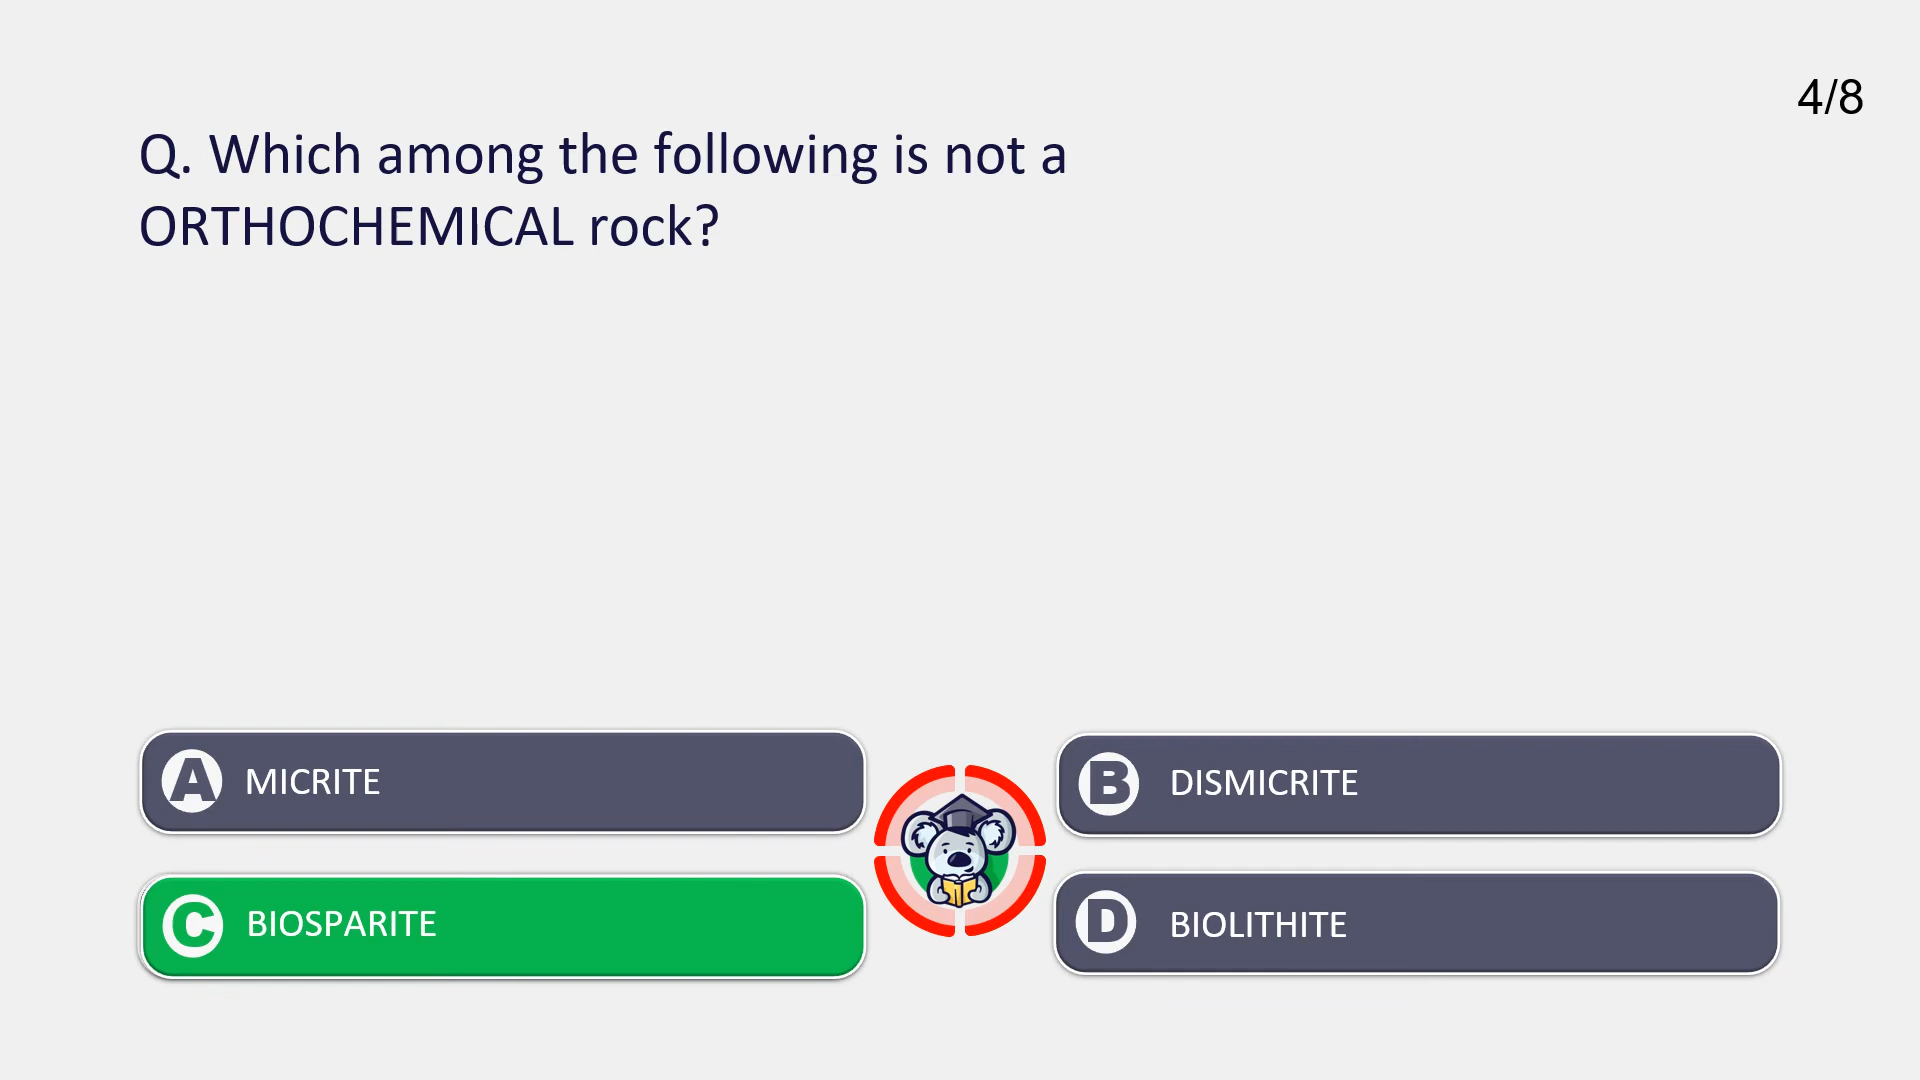 4/8
Q. Which among the following is not a
ORTHOCHEMICAL rock?
A MICRITE
B DISMICRITE
C BIOSPARITE
D BIOLITHITE